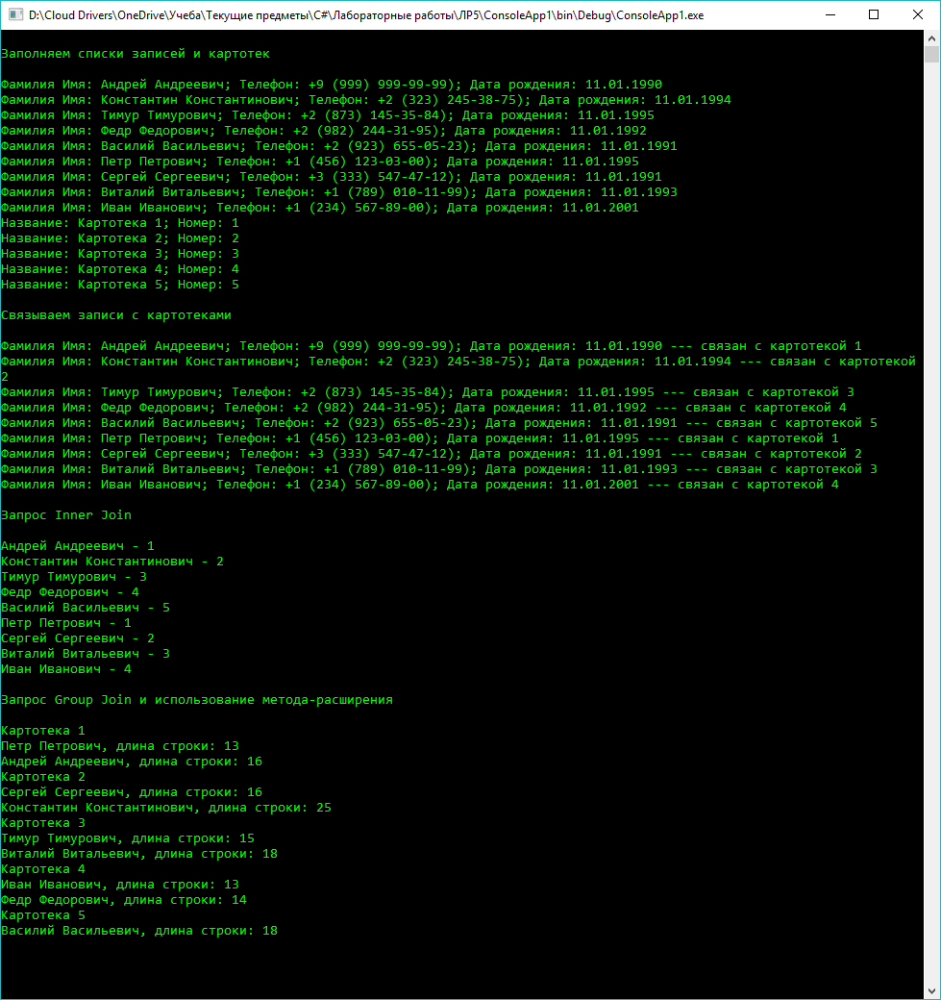 D:\Cloud Drivers\OneDrive\Учеба\Текущие предметы\C#\Лабораторные работы\ЛР5\ConsoleApp1\bin\Debug\ConsoleApp1.exe
Заполняем списки записей и картотек
Фамилия Имя: Андрей Андреевич; Телефон: +9 (999) 999-99-99); Дата рождения: 11.01.1990
Фамилия Имя: Константин Константинович; Телефон: +2 (323) 245-38-75); Дата рождения: 11.01.1994
Фамилия Имя: Тимур Тимурович; Телефон: +2 (873) 145-35-84); Дата рождения: 11.01.1995
Фамилия Имя: Федр Федорович; Телефон: +2 (982) 244-31-95); Дата рождения: 11.01.1992
Фамилия Имя: Василий Васильевич; Телефон: +2 (923) 655-05-23); Дата рождения: 11.01.1991
Фамилия Имя: Петр Петрович; Телефон: +1 (456) 123-03-00); Дата рождения: 11.01.1995
Фамилия Имя: Сергей Сергеевич; Телефон: +3 (333) 547-47-12); Дата рождения: 11.01.1991
Фамилия Имя: Виталий Витальевич; Телефон: +1 (789) 010-11-99); Дата рождения: 11.01.1993
Фамилия Имя: Иван Иванович; Телефон: +1 (234) 567-89-00); Дата рождения: 11.01.2001
Название: Картотека 1; Номер: 1
Название: Картотека 2; Номер: 2
Название: Картотека 3; Номер: 3
Название: Картотека 4; Номер: 4
Название: Картотека 5; Номер: 5
Связываем записи с картотеками
Фамилия Имя: Андрей Андреевич; Телефон: +9 (999) 999-99-99); Дата рождения: 11.01.1990 --- связан с картотекой 1
Фамилия Имя: Константин Константинович; Телефон: +2 (323) 245-38-75); Дата рождения: 11.01.1994 --- связан с картотекой
2
Фамилия Имя: Тимур Тимурович; Телефон: +2 (873) 145-35-84); Дата рождения: 11.01.1995 --- связан с картотекой 3
Фамилия Имя: Федр Федорович; Телефон: +2 (982) 244-31-95); Дата рождения: 11.01.1992 --- связан с картотекой 4
Фамилия Имя: Василий Васильевич; Телефон: +2 (923) 655-05-23); Дата рождения: 11.01.1991 --- связан с картотекой 5
Фамилия Имя: Петр Петрович; Телефон: +1 (456) 123-03-00); Дата рождения: 11.01.1995 --- связан с картотекой 1
Фамилия Имя: Сергей Сергеевич; Телефон: +3 (333) 547-47-12); Дата рождения: 11.01.1991 --- связан с картотекой 2
Фамилия Имя: Виталий Витальевич; Телефон: +1 (789) 010-11-99); Дата рождения: 11.01.1993 --- связан с картотекой 3
Фамилия Имя: Иван Иванович; Телефон: +1 (234) 567-89-00); Дата рождения: 11.01.2001 --- связан с картотекой 4
Запрос Inner Join
Андрей Андреевич - 1
Константин Константинович - 2
Тимур Тимурович - 3
Федр Федорович - 4
Василий Васильевич - 5
Петр Петрович - 1
Сергей Сергеевич - 2
Виталий Витальевич - 3
Иван Иванович - 4
Запрос Group Join и использование метода-расширения
Картотека 1
Петр Петрович, длина строки: 13
Андрей Андреевич, длина строки: 16
Картотека 2
Сергей Сергеевич, длина строки: 16
Константин Константинович, длина строки: 25
Картотека 3
Тимур Тимурович, длина строки: 15
Виталий Витальевич, длина строки: 18
Картотека 4
Иван Иванович, длина строки: 13
Федр Федорович, длина строки: 14
Картотека 5
Василий Васильевич, длина строки: 18